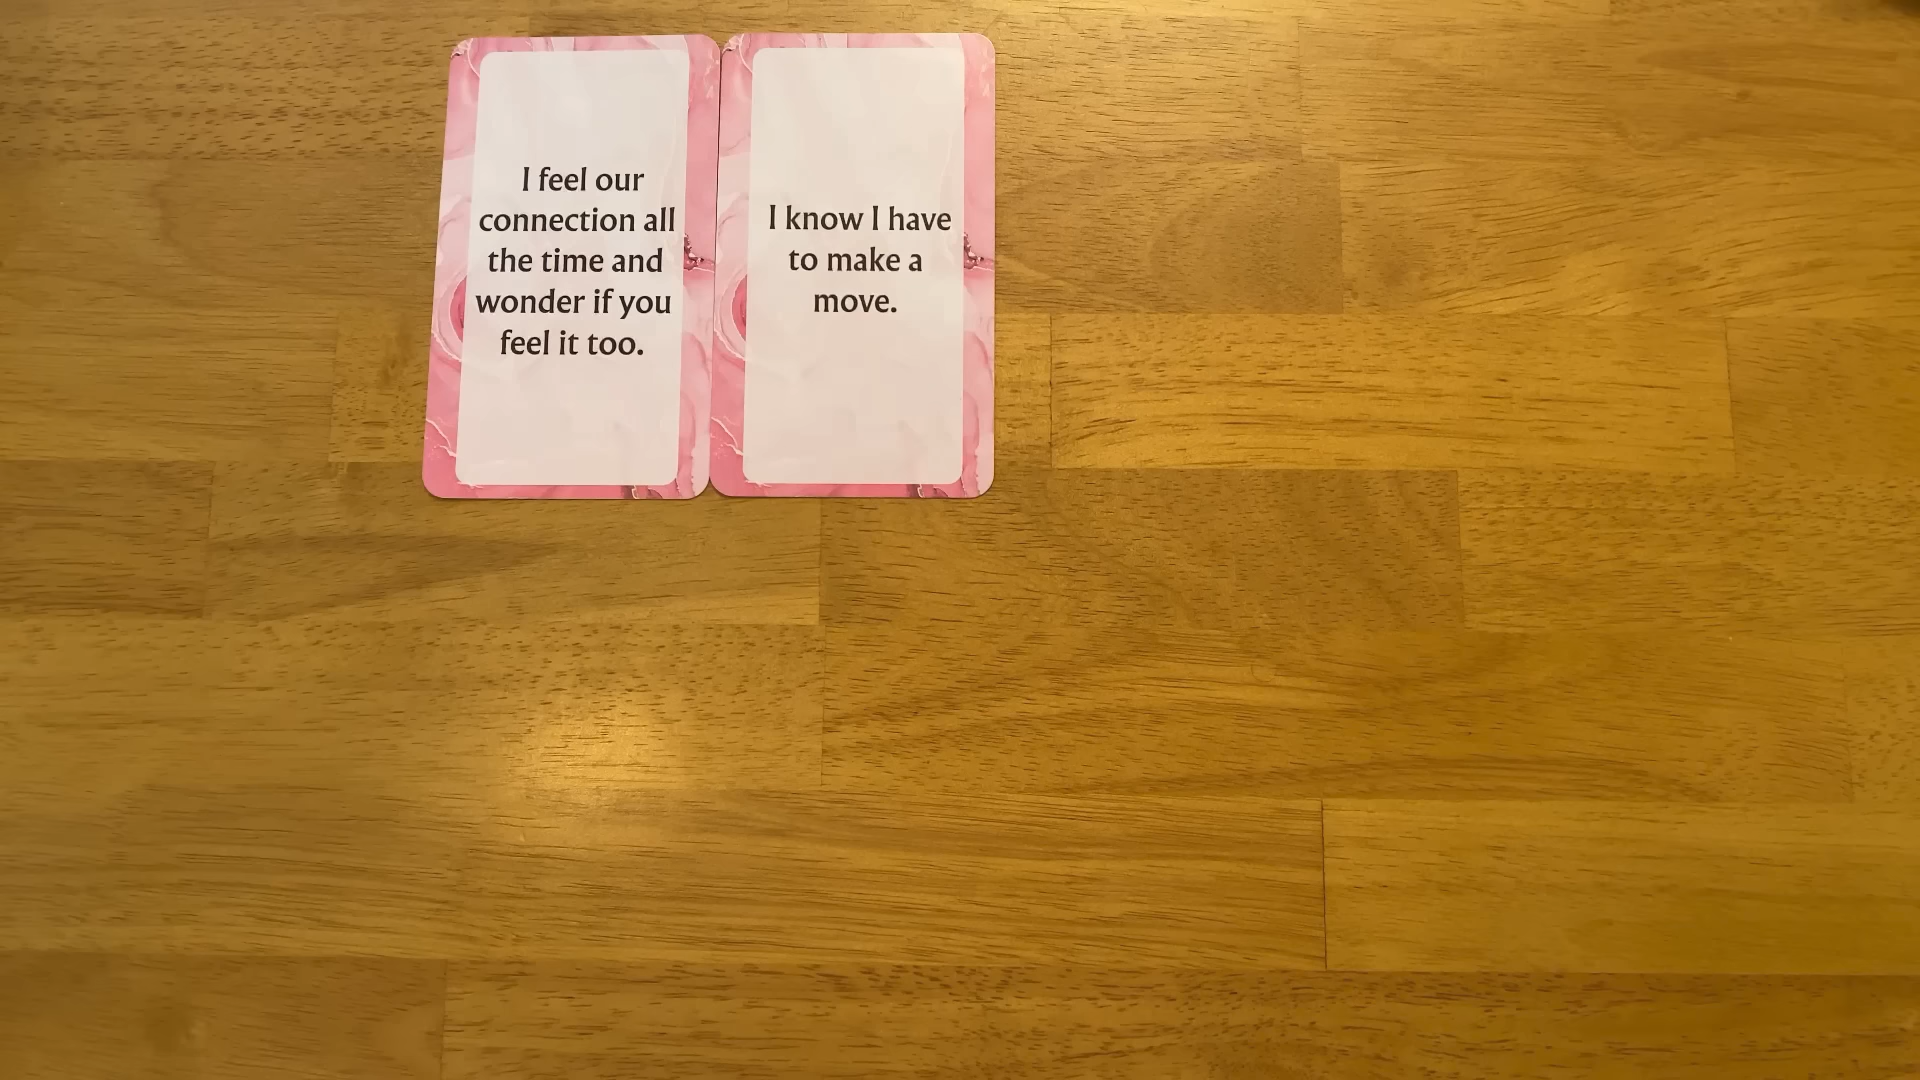 I feel our
connection all
the time and
wonder if you
feel it too.
I know I have
to make a
move.